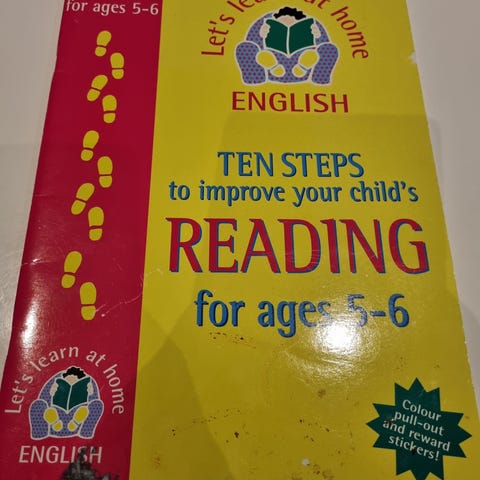 for ages 5-6
Let's learn at home
ENGLISH
TEN STEPS
to improve your child's
READING
for ages 5-6
Let's learn at home
ENGLISH
Colour
pull-out
and reward
stickers!